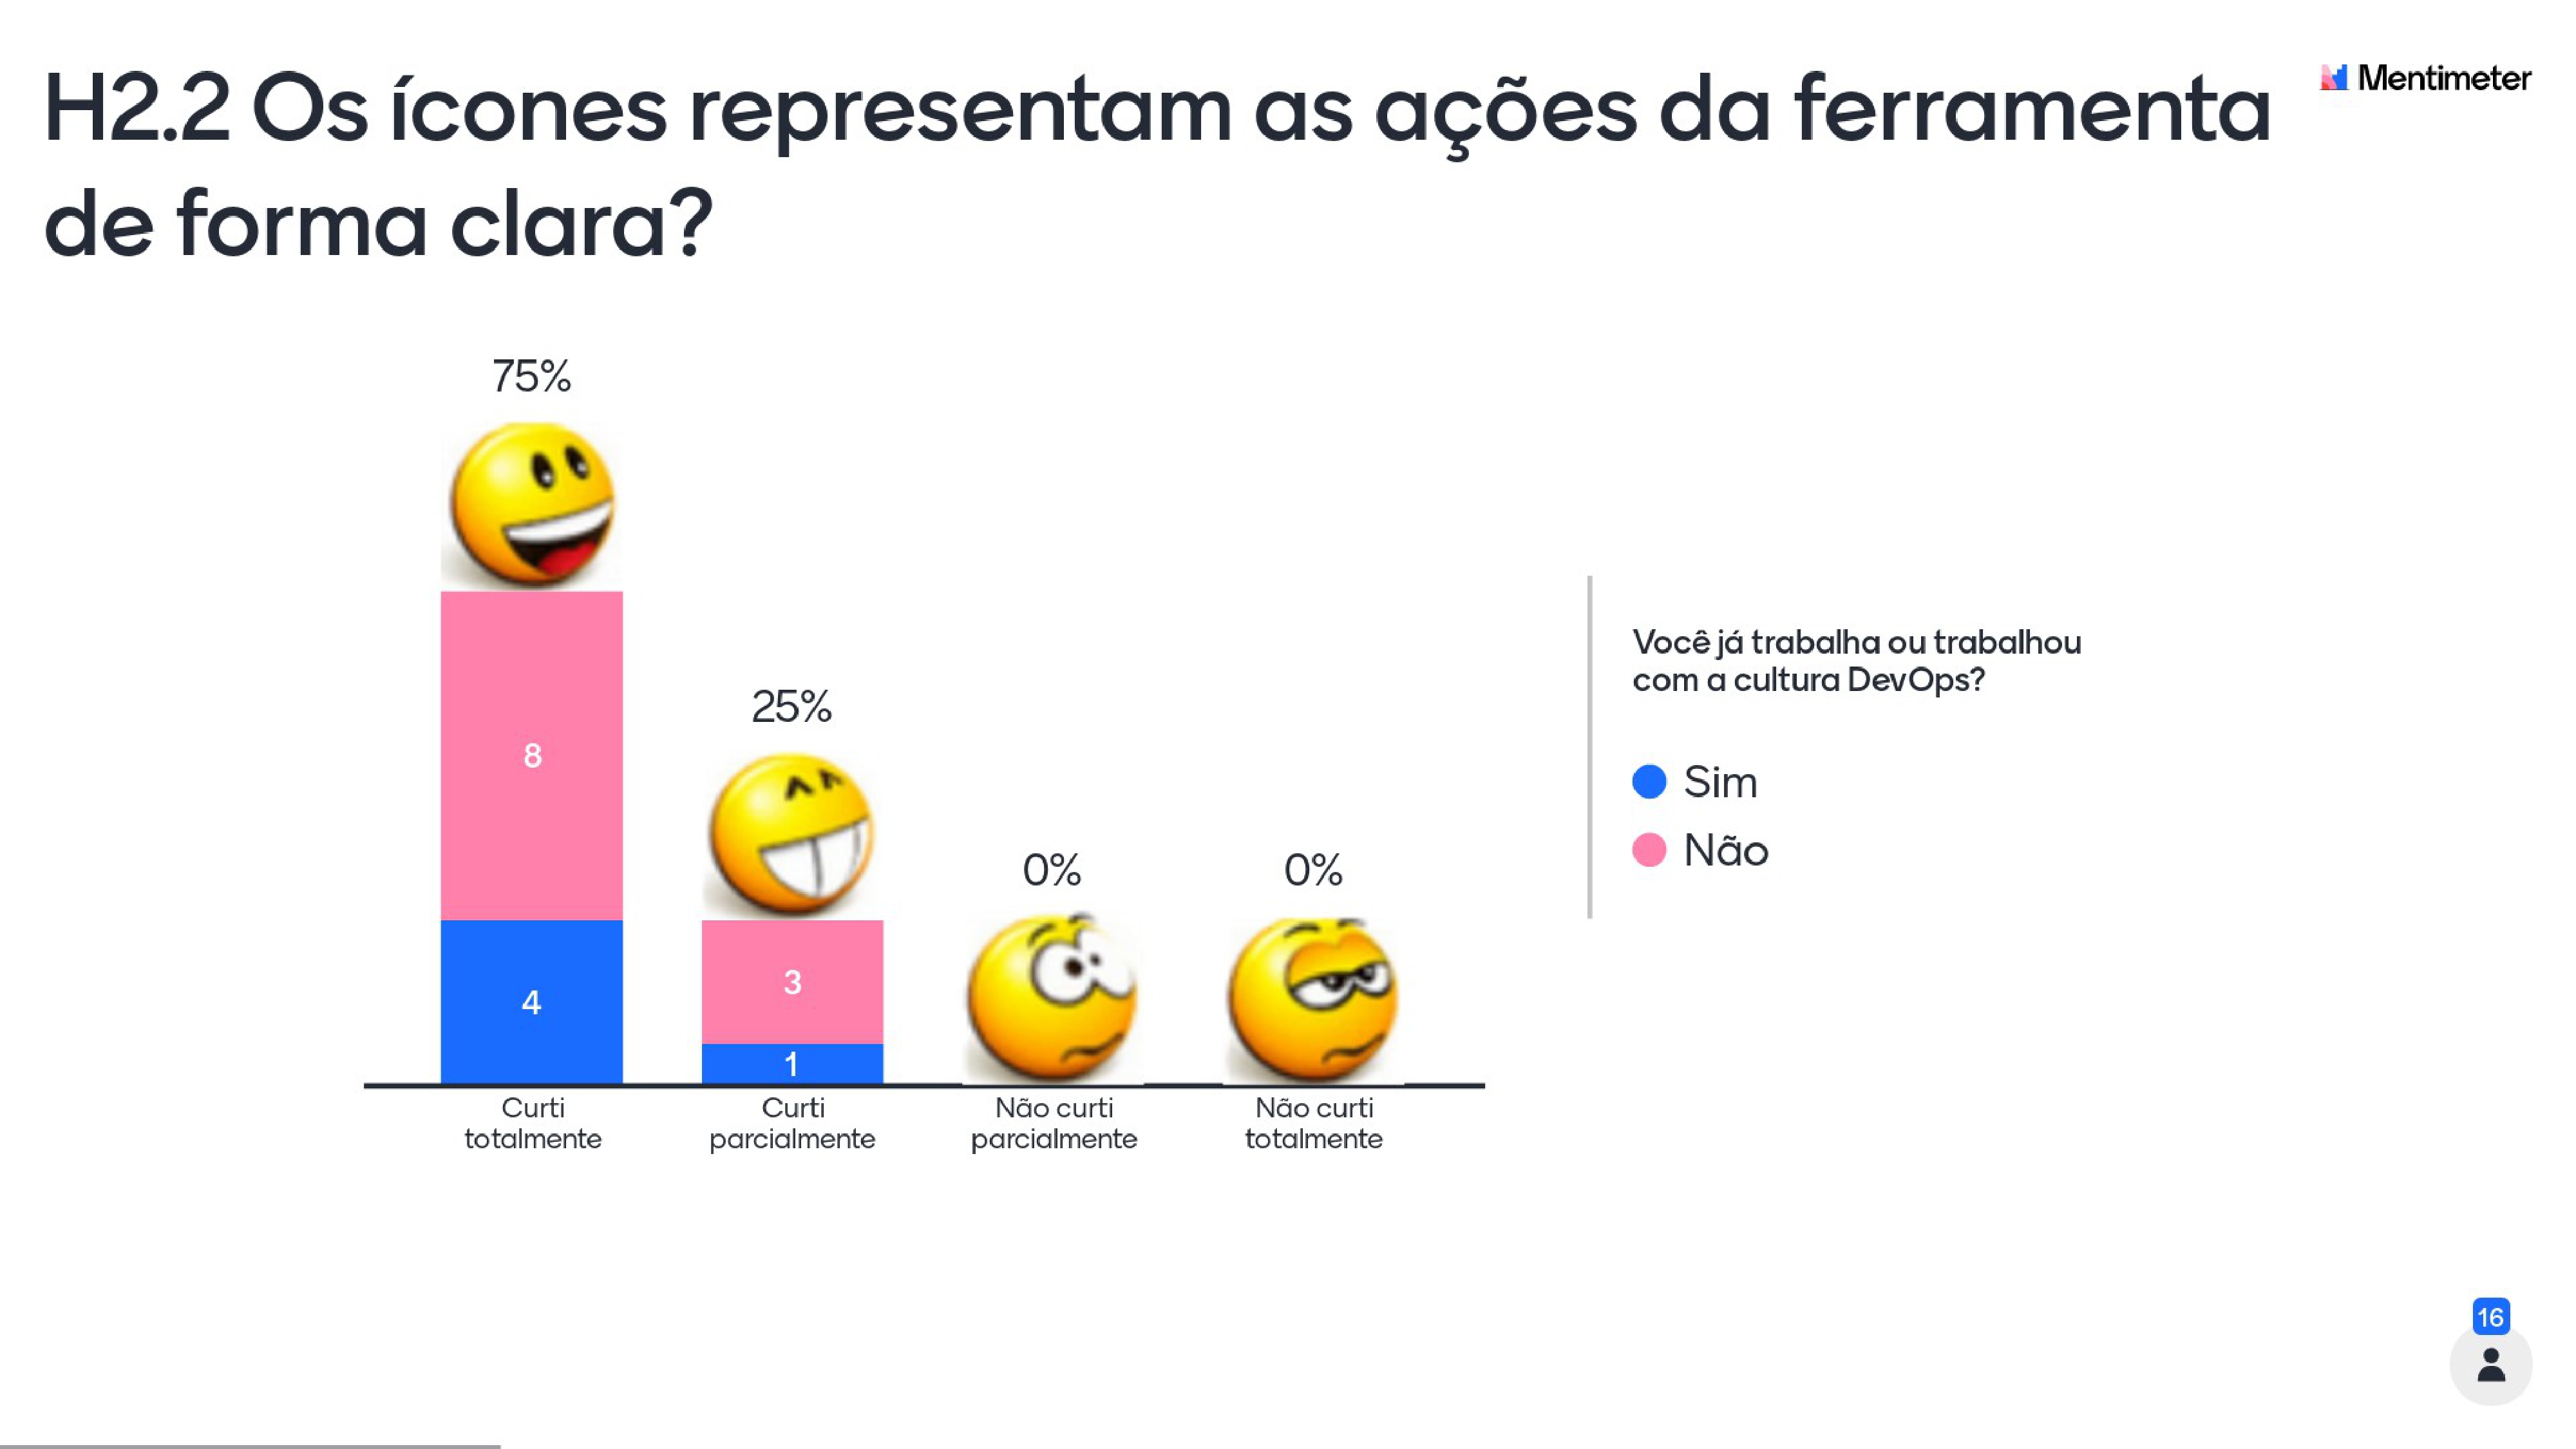 H2.2 Os ícones representam as ações da ferramenta
de forma clara?
Mentimeter
75%
25%
0%
0%
8
4
3
1
Curti
totalmente
Curti
parcialmente
Não curti
parcialmente
Não curti
totalmente
Você já trabalha ou trabalhou
com a cultura DevOps?
Sim
Não
16